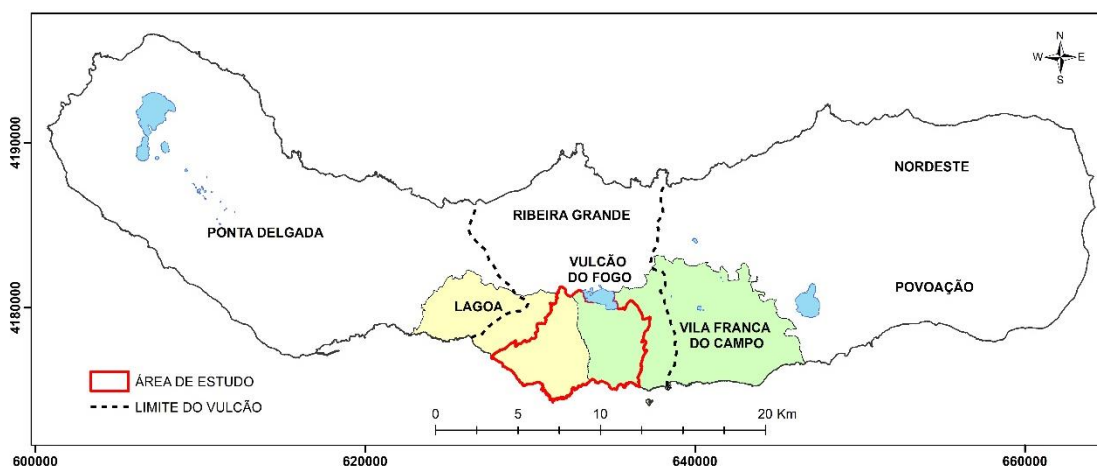 N
W E
S
4190000
4180000
NORDESTE
RIBEIRA GRANDE
PONTA DELGADA
VULCÃO
DO FOGO
POVOAÇÃO
LAGOA
VILA FRANCA
DO CAMPO
ÁREA DE ESTUDO
LIMITE DO VULCÃO
0 5 10 15 20 Km
600000 620000 640000 660000